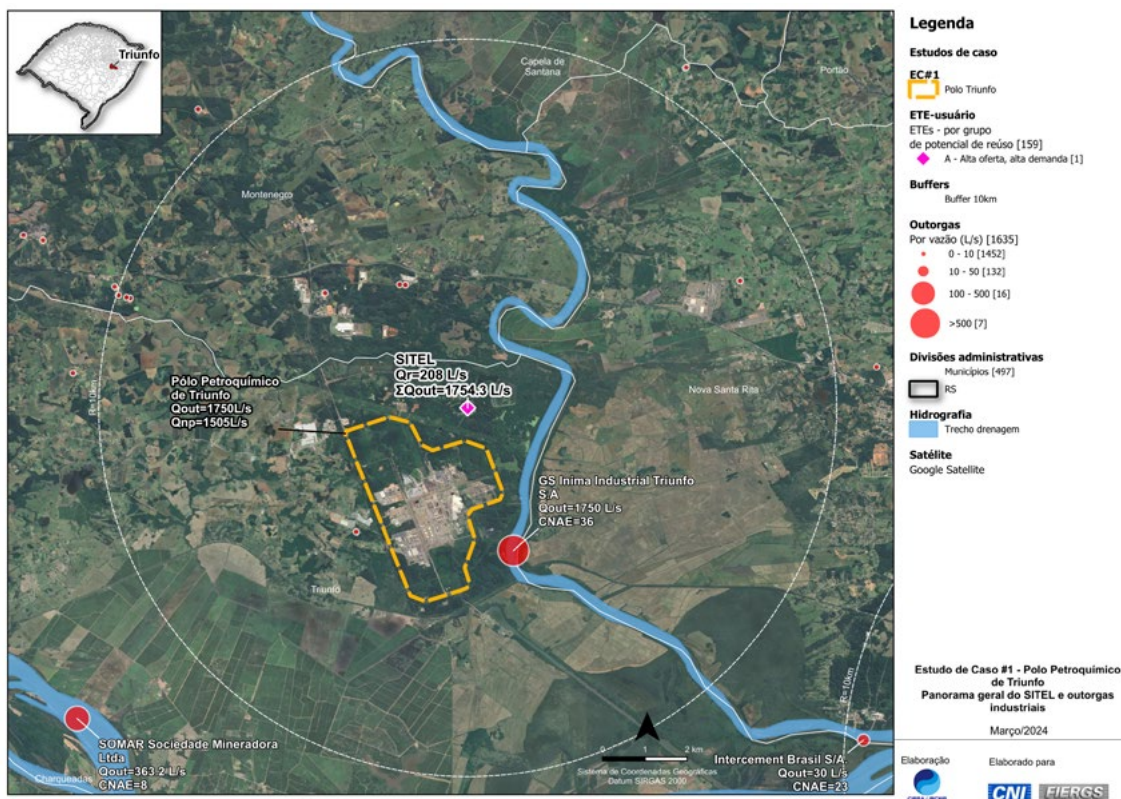 Triunfo
Capela de
Santana
Portão
Montenegro
R=10km
SITEL
Qr=208 L/s
ΣQout=1754.3 L/s
Pólo Petroquímico
de Triunfo
Qout=1750L/s
Qnp=1505L/s
Nova Santa Rita
GS Inima Industrial Triunfo
S.A
Qout=1750 L/s
CNAE=36
Triunfo
R=10km
SOMAR Sociedade Mineradora
Ltda
Qout=363.2 L/s
CNAE=8
Charqueadas
0 1 2 km
Sistema de Coordenadas Geográficas
Datum SIRGAS 2000
Intercement Brasil S/A.
Qout=30 L/s
CNAE=23
Legenda
Estudos de caso
EC#1
Polo Triunfo
ETE-usuário
ETEs - por grupo
de potencial de reúso [159]
A - Alta oferta, alta demanda [1]
Buffers
Buffer 10km
Outorgas
Por vazão (L/s) [1635]
0 - 10 [1452]
10 - 50 [132]
100 - 500 [16]
>500 [7]
Divisões administrativas
Municípios [497]
RS
Hidrografia
Trecho drenagem
Satélite
Google Satellite
Estudo de Caso #1 - Polo Petroquímico
de Triunfo
Panorama geral do SITEL e outorgas
industriais
Março/2024
Elaboração
Elaborado para
CNI
FIERGS